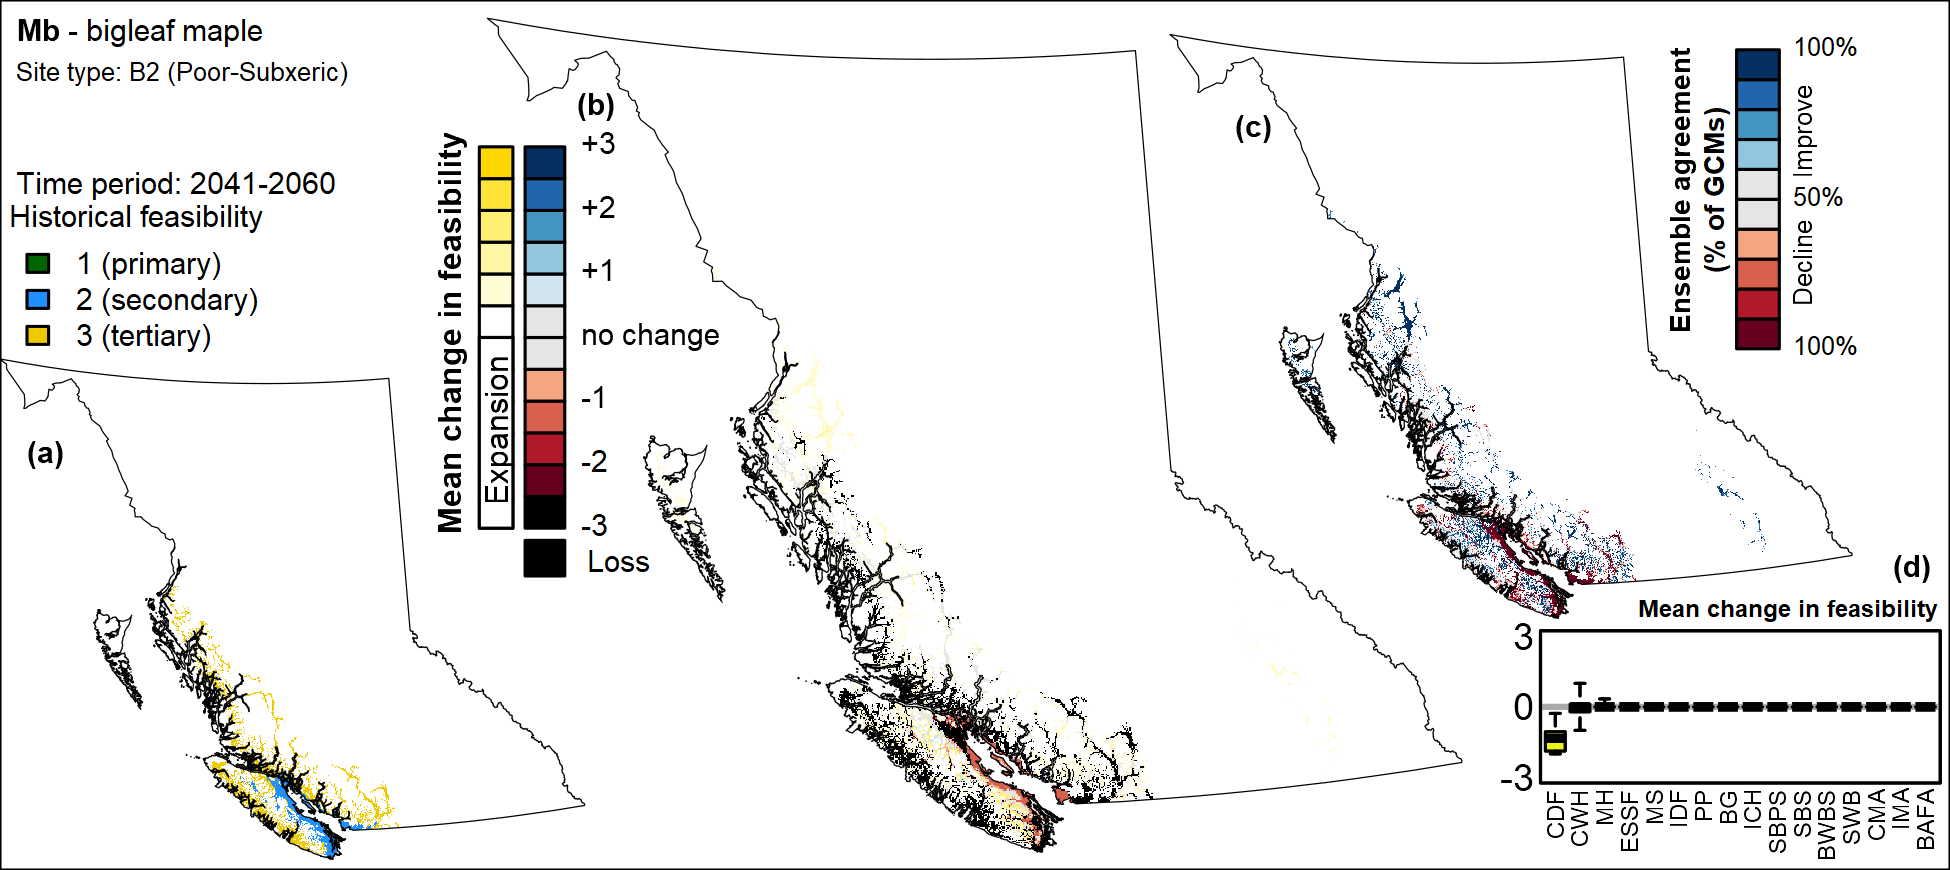 Mb - bigleaf maple
Site type: B2 (Poor-Subxeric)
Time period: 2041-2060
Historical feasibility
1 (primary)
2 (secondary)
3 (tertiary)
(a)
(b)
Mean change in feasibility
Expansion
+3
+2
+1
no change
-1
-2
-3
Loss
(c)
Ensemble agreement
(% of GCMs)
Improve
Decline
100%
50%
100%
(d)
Mean change in feasibility
3
0
-3
CDF
CWH
MH
ESSF
MS
IDF
PP
BG
ICH
SBPS
SBS
BWBS
SWB
CMA
IMA
BAFA